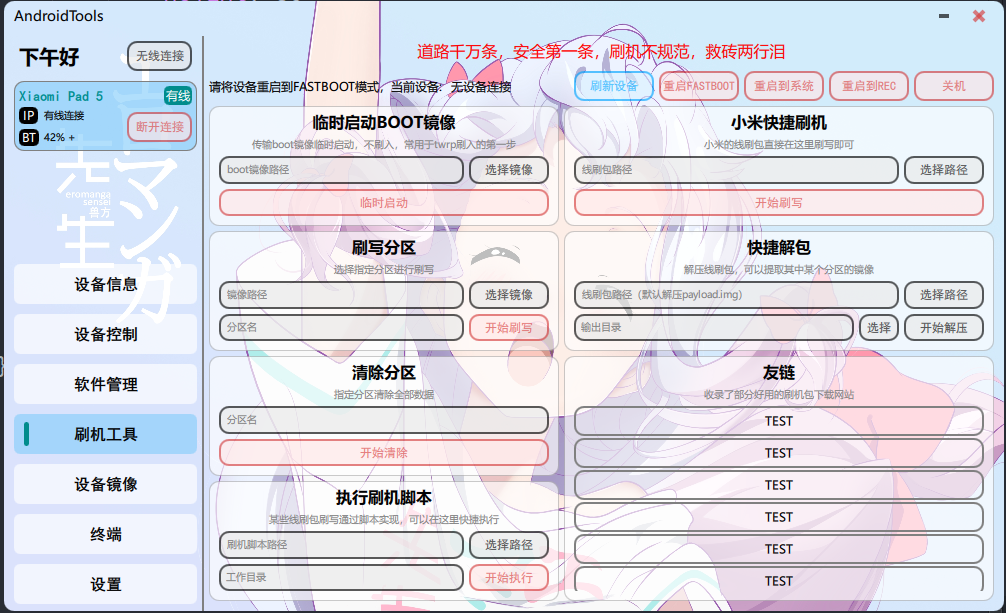 AndroidTools
下午好
无线连接
Xiaomi Pad 5
有线
IP 有线连接
BT 42% +
断开连接
エロマンガ
先生
eromanga
sensei
设备信息
设备控制
软件管理
刷机工具
设备镜像
终端
设置
道路千万条，安全第一条，刷机不规范，救砖两行泪
请将设备重启到FASTBOOT模式，当前设备：无设备连接
刷新设备
重启FASTBOOT
重启到系统
重启到REC
关机
临时启动BOOT镜像
传输boot镜像临时启动，不刷入，常用于twrp刷入的第一步
boot镜像路径
选择镜像
临时启动
小米快捷刷机
小米的线刷包直接在这里刷写即可
线刷包路径
选择路径
开始刷写
刷写分区
选择指定分区进行刷写
镜像路径
选择镜像
分区名
开始刷写
快捷解包
解压线刷包，可以提取其中某个分区的镜像
线刷包路径（默认解压payload.img）
选择路径
输出目录
选择
开始解压
清除分区
指定分区清除全部数据
分区名
开始清除
执行刷机脚本
某些线刷包刷写通过脚本实现，可以在这里快捷执行
刷机脚本路径
选择路径
工作目录
开始执行
友链
收录了部分好用的刷机包下载网站
TEST
TEST
TEST
TEST
TEST
TEST